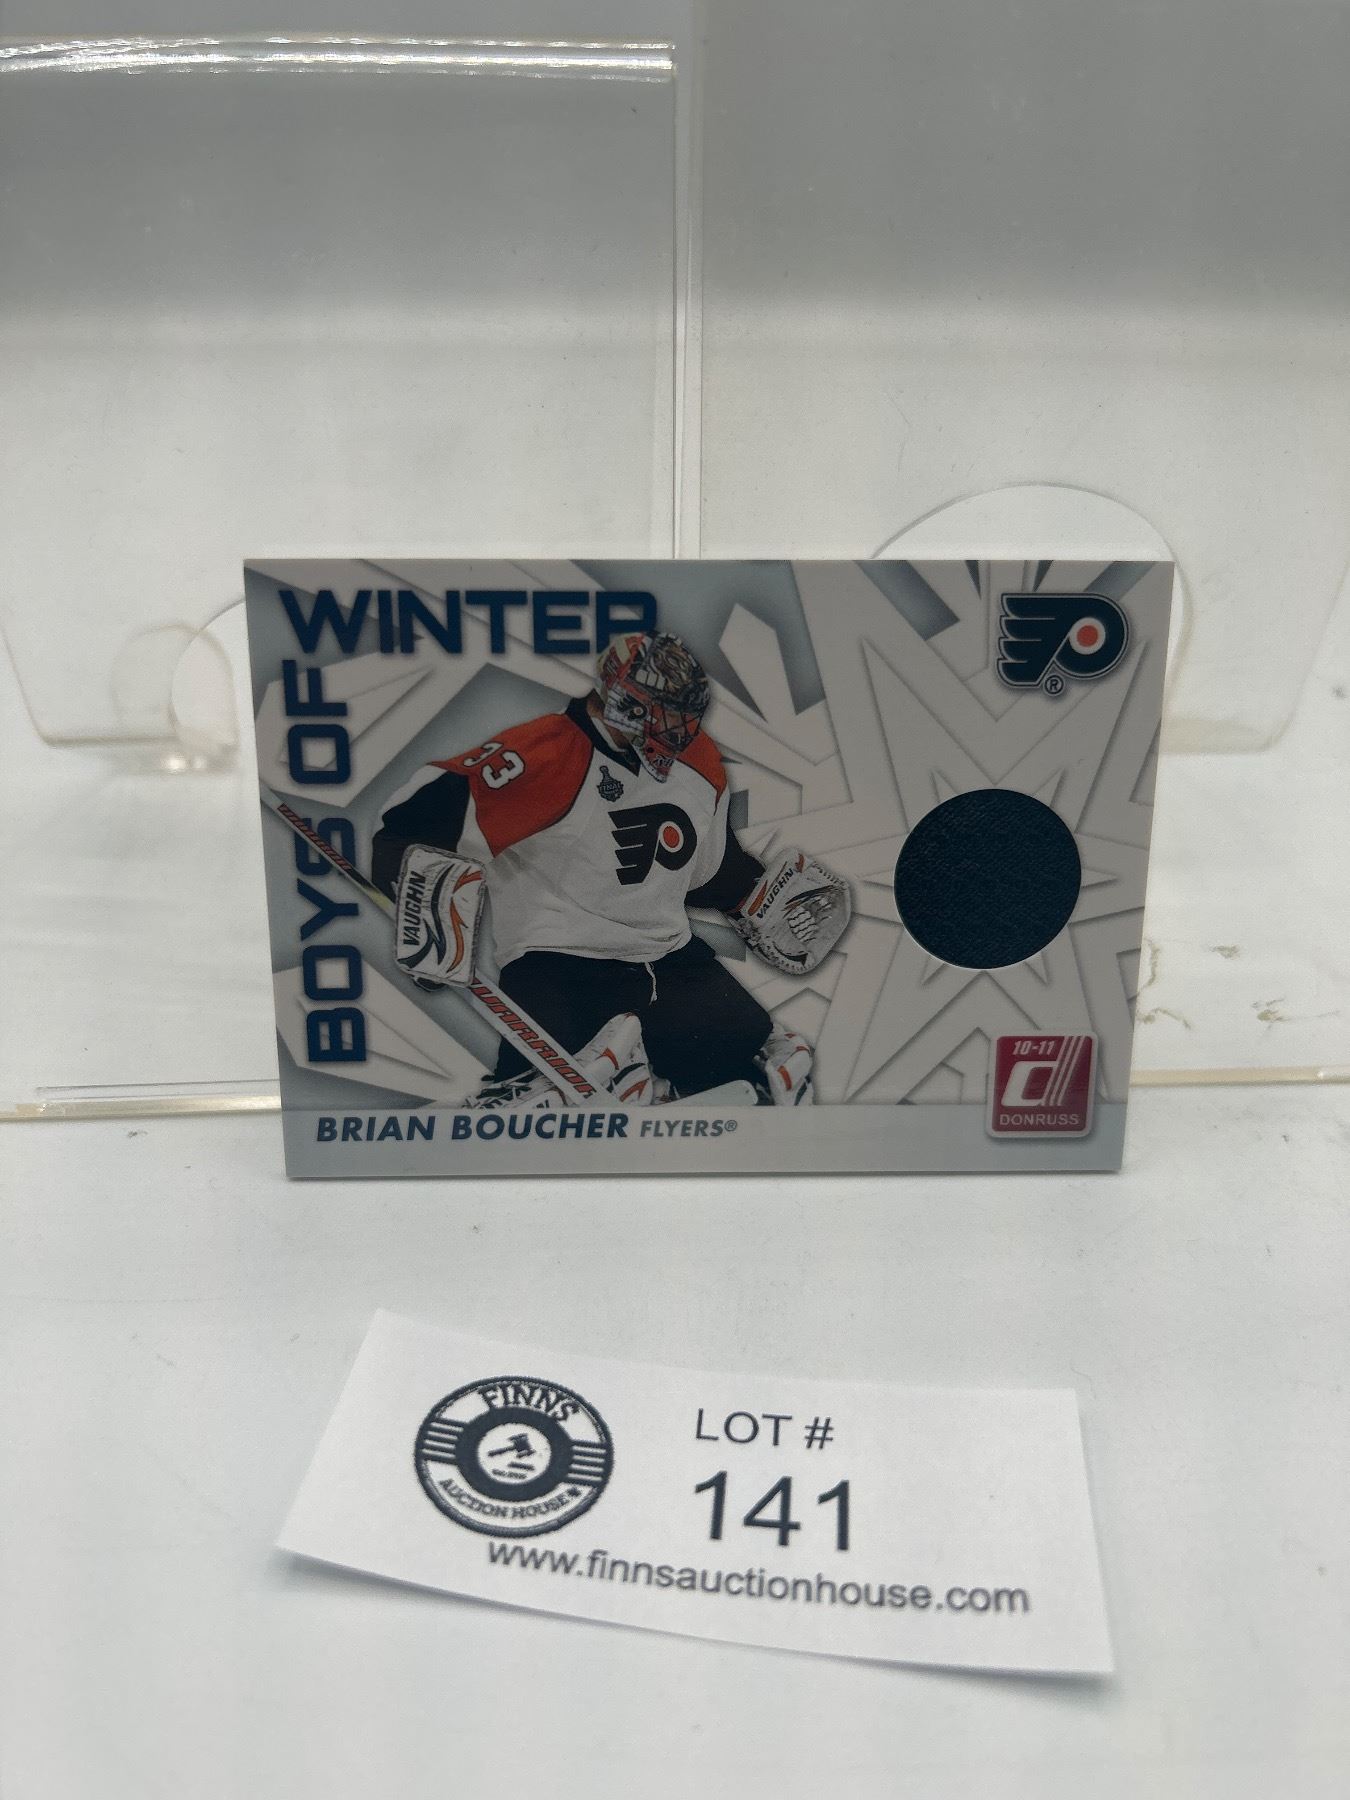 WINTER
BOYS OF
33
FINAL
VAUGHN
VAUGHN
WARRIOR
®
10-11
d
DONRUSS
BRIAN BOUCHER FLYERS®
FINNS
AUCTION HOUSE
LOT #
141
www.finnsauctionhouse.com